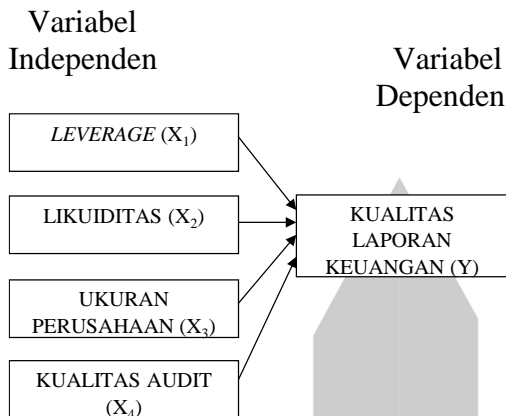 Variabel
Independen
Variabel
Dependen
LEVERAGE (X₁)
LIKUIDITAS (X₂)
UKURAN
PERUSAHAAN (X₃)
KUALITAS AUDIT
(X₄)
KUALITAS
LAPORAN
KEUANGAN (Y)